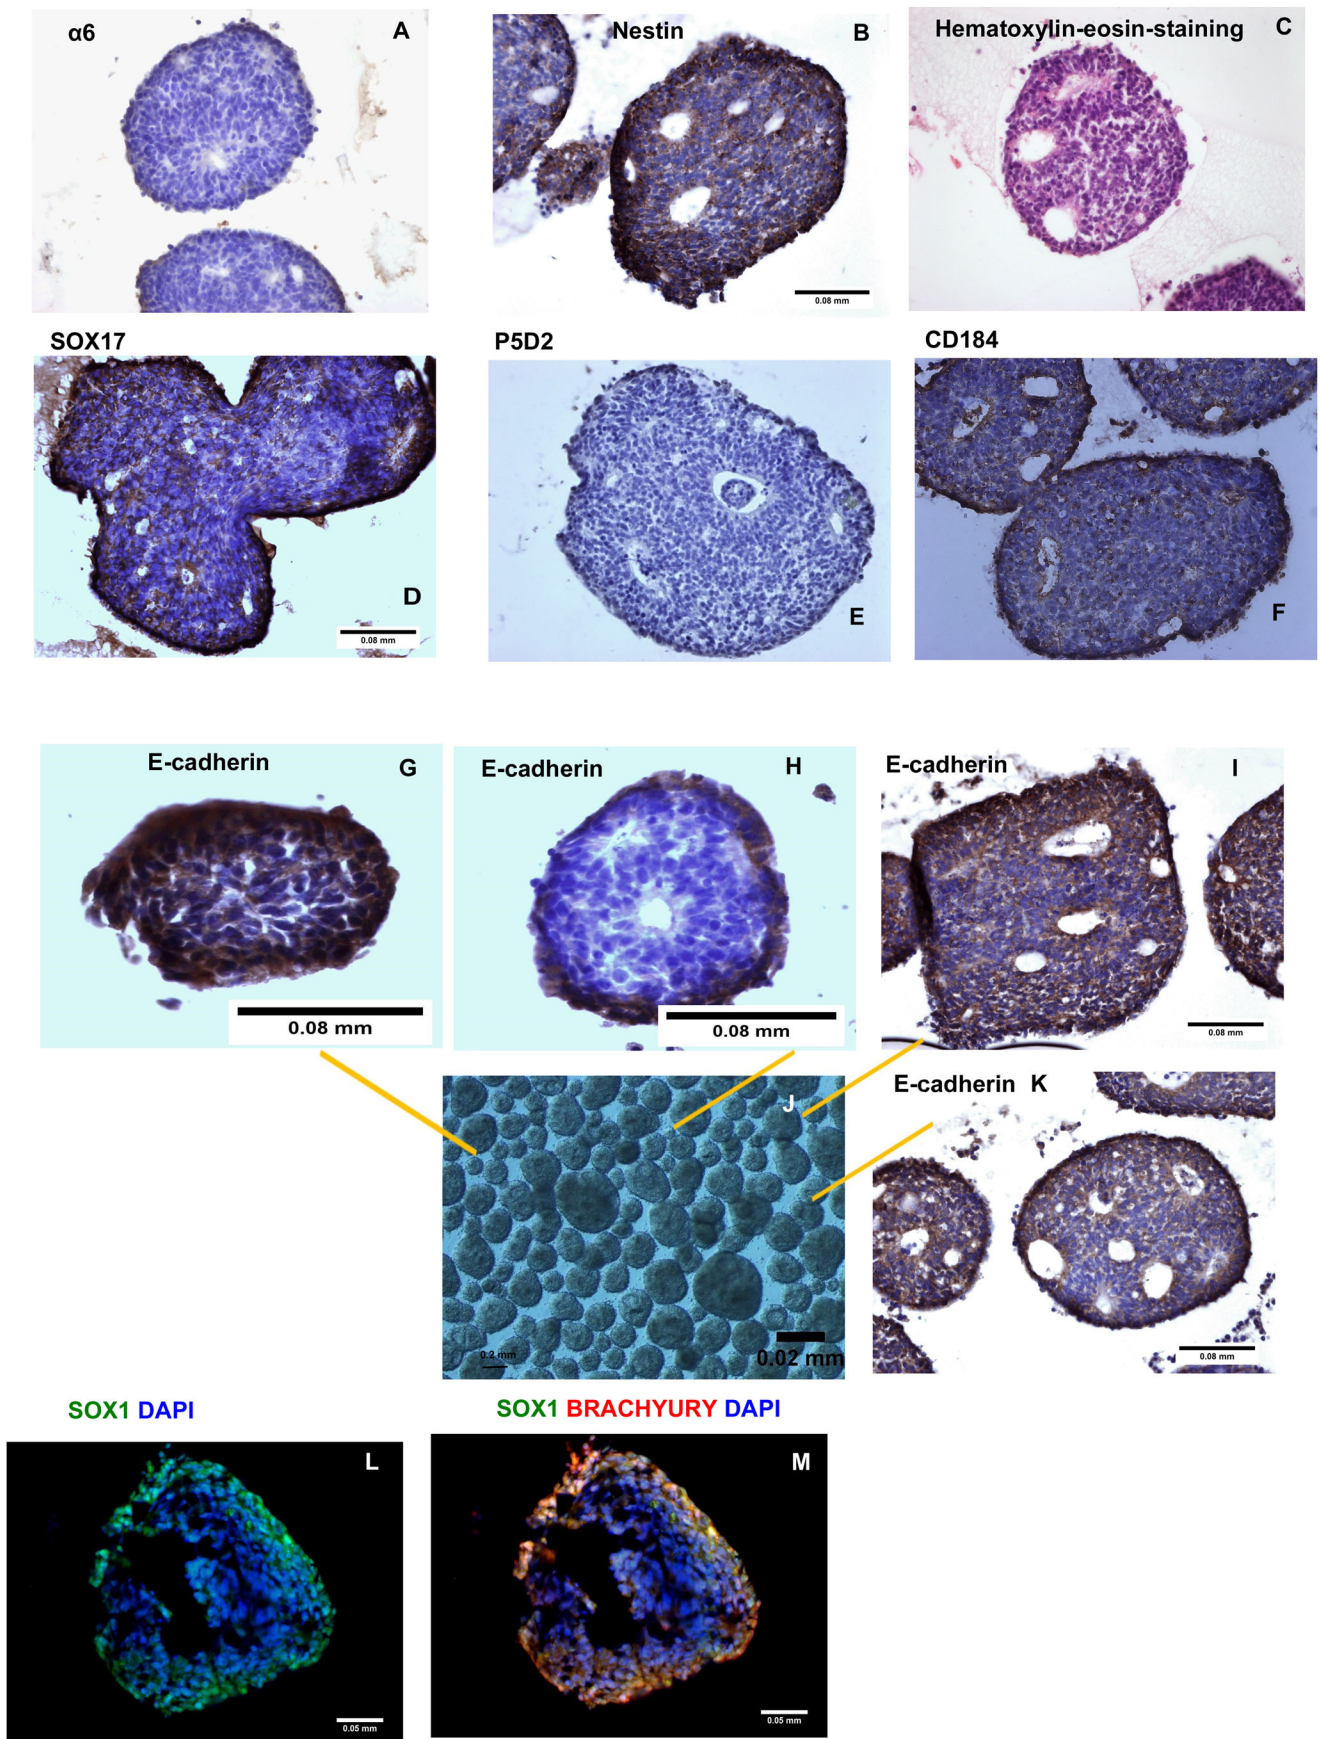 α6 A
Nestin B
Hematoxylin-eosin-staining C
0.08 mm
SOX17
P5D2
CD184
D
0.08 mm
E
F
E-cadherin G
E-cadherin H
E-cadherin I
0.08 mm
0.08 mm
0.08 mm
J
E-cadherin K
0.2 mm
0.02 mm
0.08 mm
SOX1 DAPI
SOX1 BRACHYURY DAPI
L
M
0.05 mm
0.05 mm